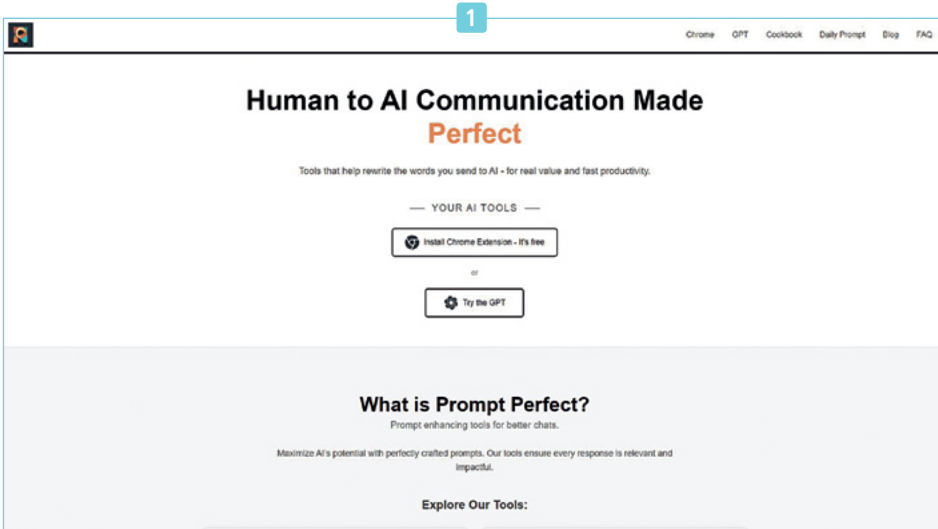 1
Chrome GPT Cookbook Daily Prompt Blog FAQ
Human to AI Communication Made
Perfect
Tools that help rewrite the words you send to AI - for real value and fast productivity.
YOUR AI TOOLS
Install Chrome Extension - It's free
or
Try the GPT
What is Prompt Perfect?
Prompt enhancing tools for better chats.
Maximize AI's potential with perfectly crafted prompts. Our tools ensure every response is relevant and
impactful.
Explore Our Tools: